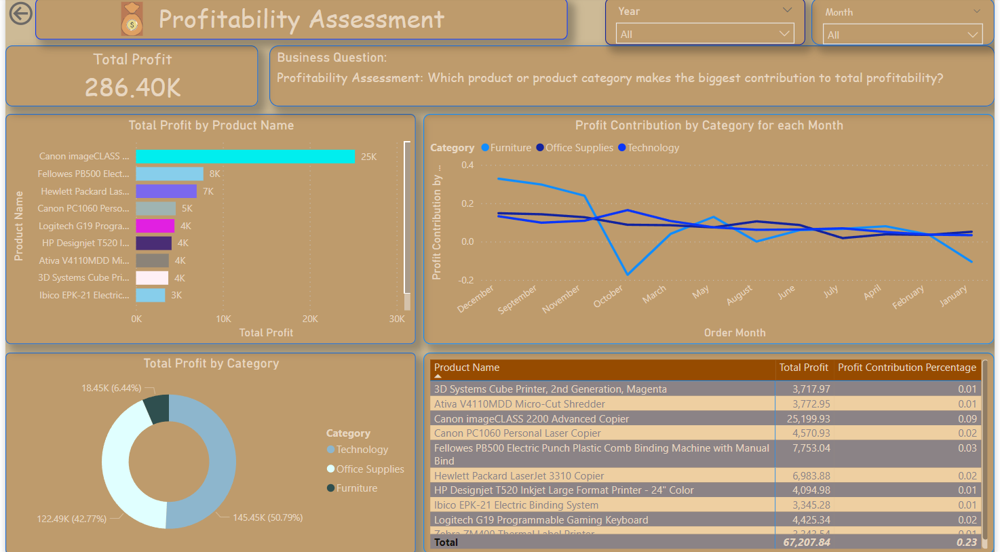 Profitability Assessment
Year
All
Month
All
Total Profit
286.40K
Business Question:
Profitability Assessment: Which product or product category makes the biggest contribution to total profitability?
Total Profit by Product Name
Product Name
Canon imageCLASS ... 25K
Fellowes PB500 Elect... 8K
Hewlett Packard Las... 7K
Canon PC1060 Perso... 5K
Logitech G19 Progra... 4K
HP Designjet T520 I... 4K
Ativa V4110MDD Mi... 4K
3D Systems Cube Pri... 4K
Ibico EPK-21 Electric... 3K
0K 10K 20K 30K
Total Profit
Profit Contribution by Category for each Month
Category Furniture Office Supplies Technology
Profit Contribution by ...
0.4
0.2
0.0
-0.2
December September November October March May August June July April February January
Order Month
Total Profit by Category
18.45K (6.44%)
122.49K (42.77%)
145.45K (50.79%)
Category
Technology
Office Supplies
Furniture
Product Name Total Profit Profit Contribution Percentage
3D Systems Cube Printer, 2nd Generation, Magenta 3,717.97 0.01
Ativa V4110MDD Micro-Cut Shredder 3,772.95 0.01
Canon imageCLASS 2200 Advanced Copier 25,199.93 0.09
Canon PC1060 Personal Laser Copier 4,570.93 0.02
Fellowes PB500 Electric Punch Plastic Comb Binding Machine with Manual 7,753.04 0.03
Bind
Hewlett Packard LaserJet 3310 Copier 6,983.88 0.02
HP Designjet T520 Inkjet Large Format Printer - 24" Color 4,094.98 0.01
Ibico EPK-21 Electric Binding System 3,345.28 0.01
Logitech G19 Programmable Gaming Keyboard 4,425.34 0.02
Zebra ZM400 Thermal Label Printer 3,343.54 0.01
Total 67,207.84 0.23